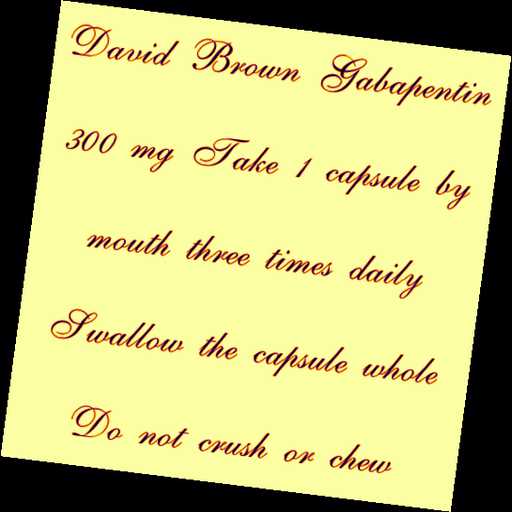 David Brown Gabapentin
300 mg Take 1 capsule by
mouth three times daily
Swallow the capsule whole
Do not crush or chew